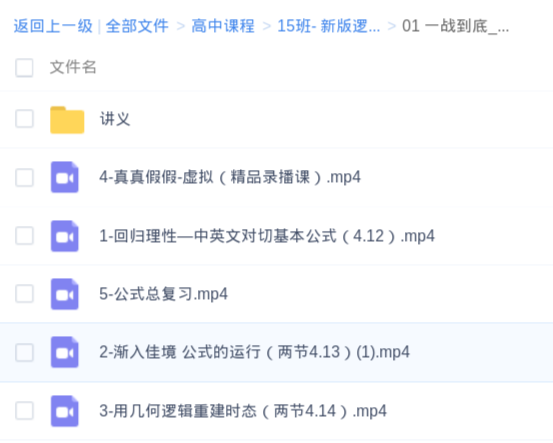 返回上一级 | 全部文件 > 高中课程 > 15班- 新版逻... > 01 一战到底_...
文件名
讲义
4-真真假假-虚拟（精品录播课）.mp4
1-回归理性—中英文对切基本公式（4.12）.mp4
5-公式总复习.mp4
2-渐入佳境 公式的运行（两节4.13）(1).mp4
3-用几何逻辑重建时态（两节4.14）.mp4